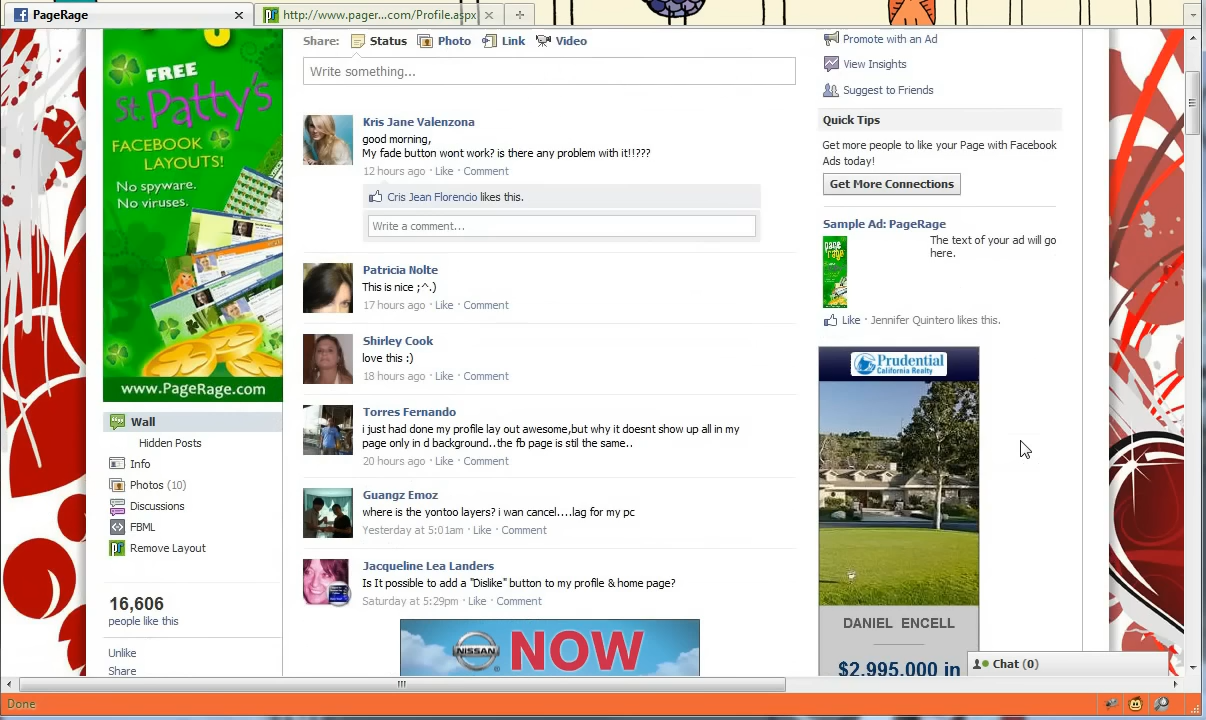 PageRage
http://www.pager...com/Profile.aspx
FREE
St. Patty's
FACEBOOK
LAYOUTS!
No spyware.
No viruses.
www.PageRage.com
Wall
Hidden Posts
Info
Photos (10)
Discussions
FBML
Remove Layout
16,606
people like this
Unlike
Share
Share: Status Photo Link Video
Write something...
Kris Jane Valenzona
good morning,
My fade button wont work? is there any problem with it!!???
12 hours ago · Like · Comment
Cris Jean Florencio likes this.
Write a comment...
Patricia Nolte
This is nice ;^.)
17 hours ago · Like · Comment
Shirley Cook
love this :)
18 hours ago · Like · Comment
Torres Fernando
i just had done my profile lay out awesome,but why it doesnt show up all in my
page only in d background..the fb page is stil the same..
20 hours ago · Like · Comment
Guangz Emoz
where is the yontoo layers? i wan cancel....lag for my pc
Yesterday at 5:01am · Like · Comment
Jacqueline Lea Landers
Is It possible to add a "Dislike" button to my profile & home page?
Saturday at 5:29pm · Like · Comment
NISSAN NOW
Promote with an Ad
View Insights
Suggest to Friends
Quick Tips
Get more people to like your Page with Facebook
Ads today!
Get More Connections
Sample Ad: PageRage
page rage
The text of your ad will go
here.
Like · Jennifer Quintero likes this.
Prudential
California Realty
DANIEL ENCELL
$2,995,000 in
Chat (0)
Done